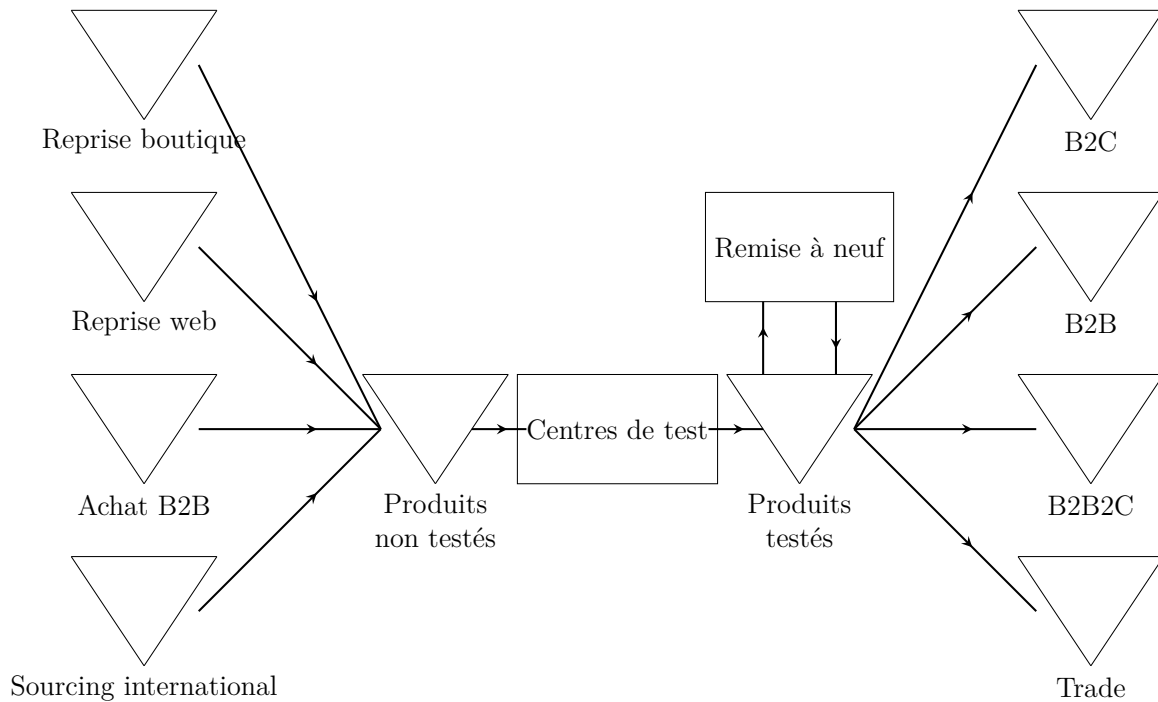 Reprise boutique
Reprise web
Achat B2B
Sourcing international
Produits
non testés
Centres de test
Remise à neuf
Produits
testés
B2C
B2B
B2B2C
Trade